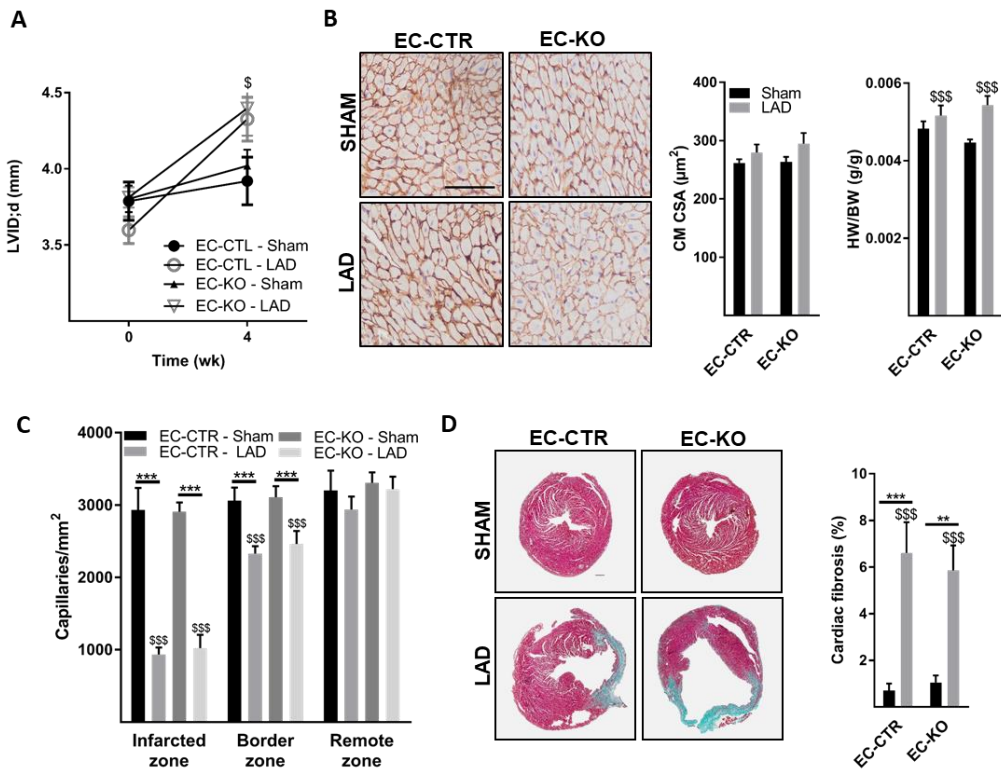 A
LVID;d (mm)
4.5
4.0
3.5
$
EC-CTL - Sham
EC-CTL - LAD
EC-KO - Sham
EC-KO - LAD
0
4
Time (wk)
B
EC-CTR
EC-KO
SHAM
LAD
CM CSA (μm²)
400
300
200
100
Sham
LAD
EC-CTR
EC-KO
HW/BW (g/g)
0.006
0.004
0.002
$$$
$$$
EC-CTR
EC-KO
C
Capillaries/mm²
4000
3000
2000
1000
EC-CTR - Sham
EC-CTR - LAD
EC-KO - Sham
EC-KO - LAD
***
***
***
***
$$$
$$$
$$$
$$$
Infarcted zone
Border zone
Remote zone
D
EC-CTR
EC-KO
SHAM
LAD
Cardiac fibrosis (%)
10
8
6
4
2
***
$$$
**
$$$
EC-CTR
EC-KO